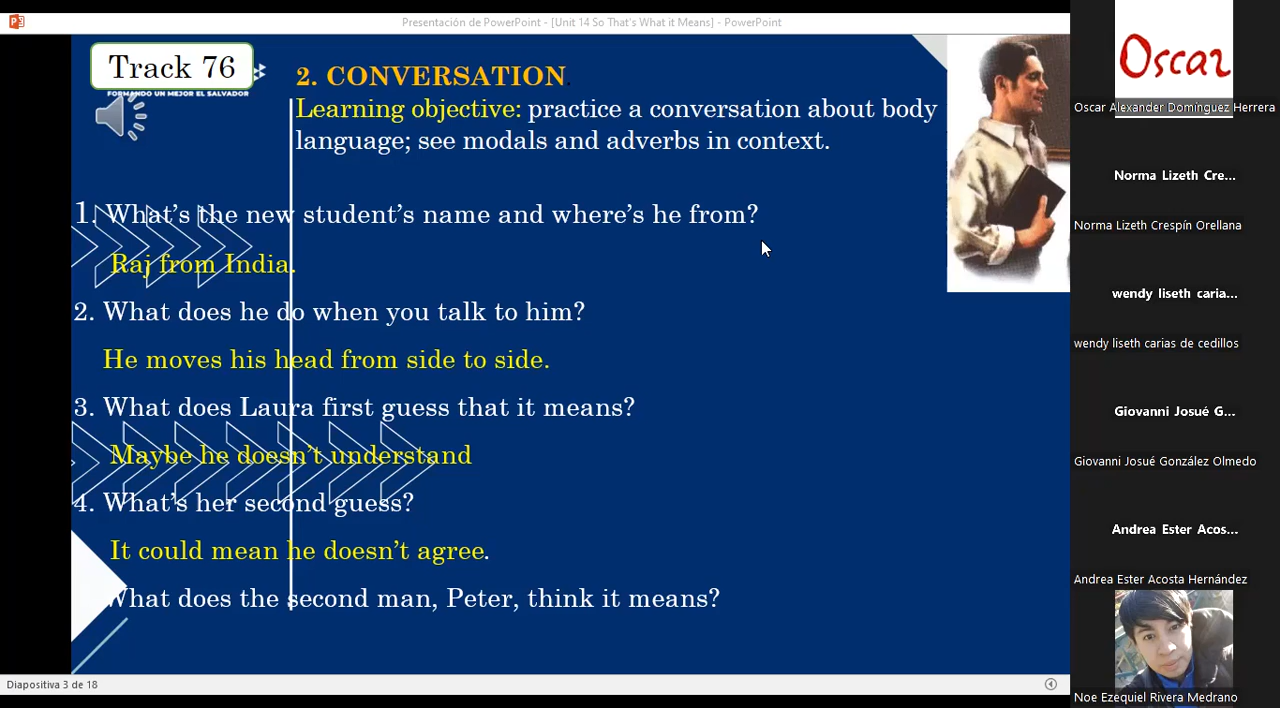 Presentación de PowerPoint - [Unit 14 So That's What it Means] - PowerPoint
Track 76
FORMANDO UN MEJOR EL SALVADOR
2. CONVERSATION.
Learning objective: practice a conversation about body
language; see modals and adverbs in context.
1. What's the new student's name and where's he from?
Raj from India.
2. What does he do when you talk to him?
He moves his head from side to side.
3. What does Laura first guess that it means?
Maybe he doesn't understand
4. What's her second guess?
It could mean he doesn't agree.
What does the second man, Peter, think it means?
Diapositiva 3 de 18
Oscar
Oscar Alexander Domínguez Herrera
Norma Lizeth Cre...
Norma Lizeth Crespín Orellana
wendy liseth caria...
wendy liseth carias de cedillos
Giovanni Josué G...
Giovanni Josué González Olmedo
Andrea Ester Acos...
Andrea Ester Acosta Hernández
Noe Ezequiel Rivera Medrano